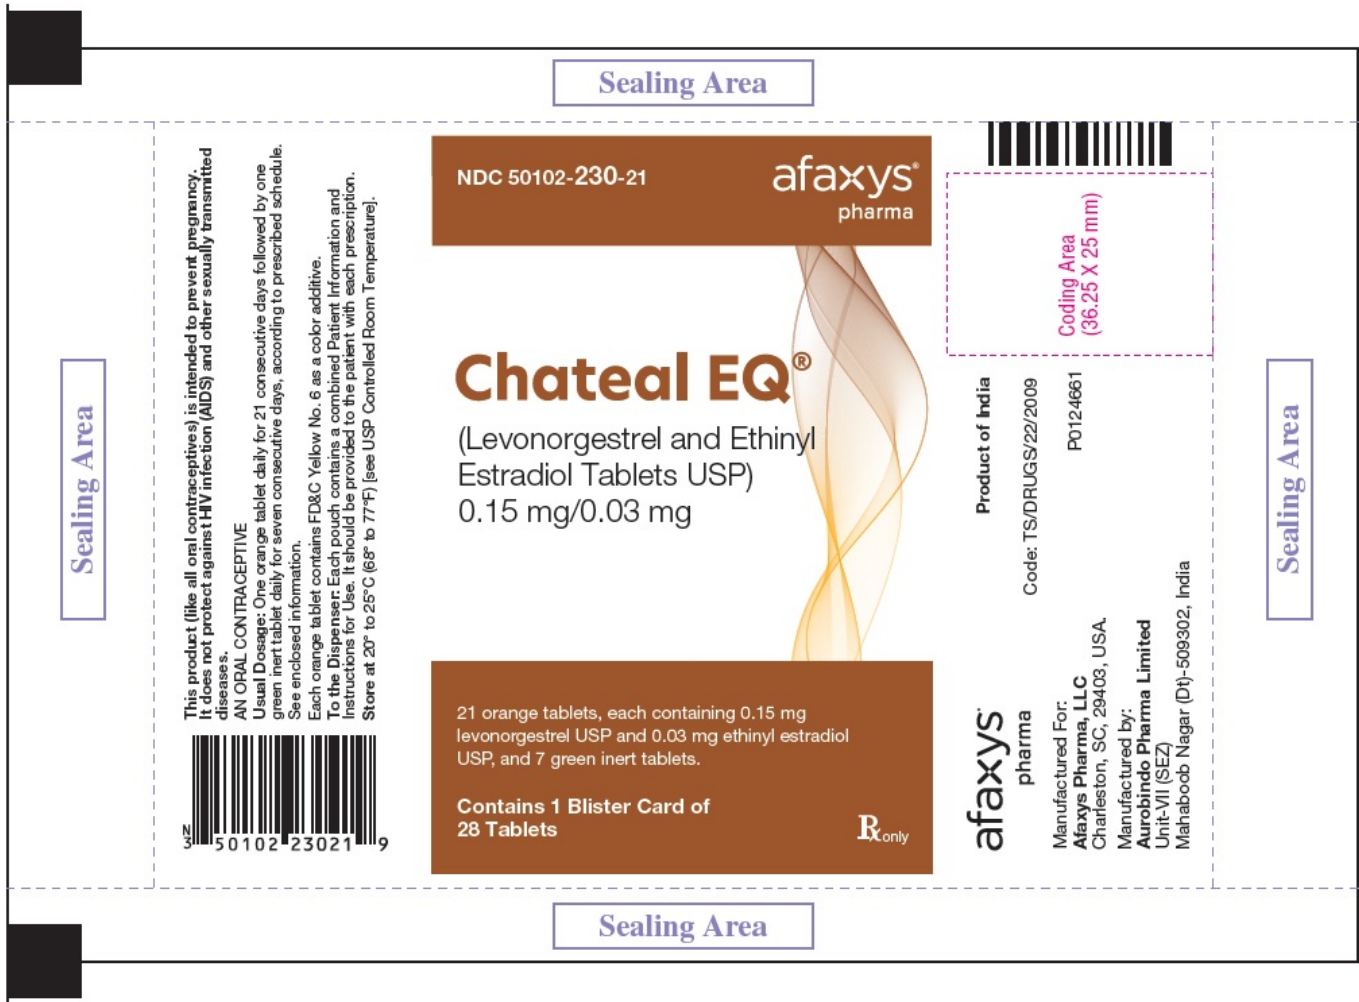 Sealing Area
Sealing Area
This product (like all oral contraceptives) is intended to prevent pregnancy.
It does not protect against HIV infection (AIDS) and other sexually transmitted
diseases.
AN ORAL CONTRACEPTIVE
Usual Dosage: One orange tablet daily for 21 consecutive days followed by one
green inert tablet daily for seven consecutive days, according to prescribed schedule.
See enclosed information.
Each orange tablet contains FD&C Yellow No. 6 as a color additive.
To the Dispenser: Each pouch contains a combined Patient Information and
Instructions for Use. It should be provided to the patient with each prescription.
Store at 20° to 25°C (68° to 77°F) [see USP Controlled Room Temperature].
N
3 50102 23021 9
NDC 50102-230-21
afaxys®
pharma
Chateal EQ®
(Levonorgestrel and Ethinyl
Estradiol Tablets USP)
0.15 mg/0.03 mg
21 orange tablets, each containing 0.15 mg
levonorgestrel USP and 0.03 mg ethinyl estradiol
USP, and 7 green inert tablets.
Contains 1 Blister Card of
28 Tablets
Rx only
Coding Area
(36.25 X 25 mm)
Product of India
Code: TS/DRUGS/22/2009
P0124661
afaxys®
pharma
Manufactured For:
Afaxys Pharma, LLC
Charleston, SC, 29403, USA.
Manufactured by:
Aurobindo Pharma Limited
Unit-VII (SEZ)
Mahaboob Nagar (Dt)-509302, India
Sealing Area
Sealing Area